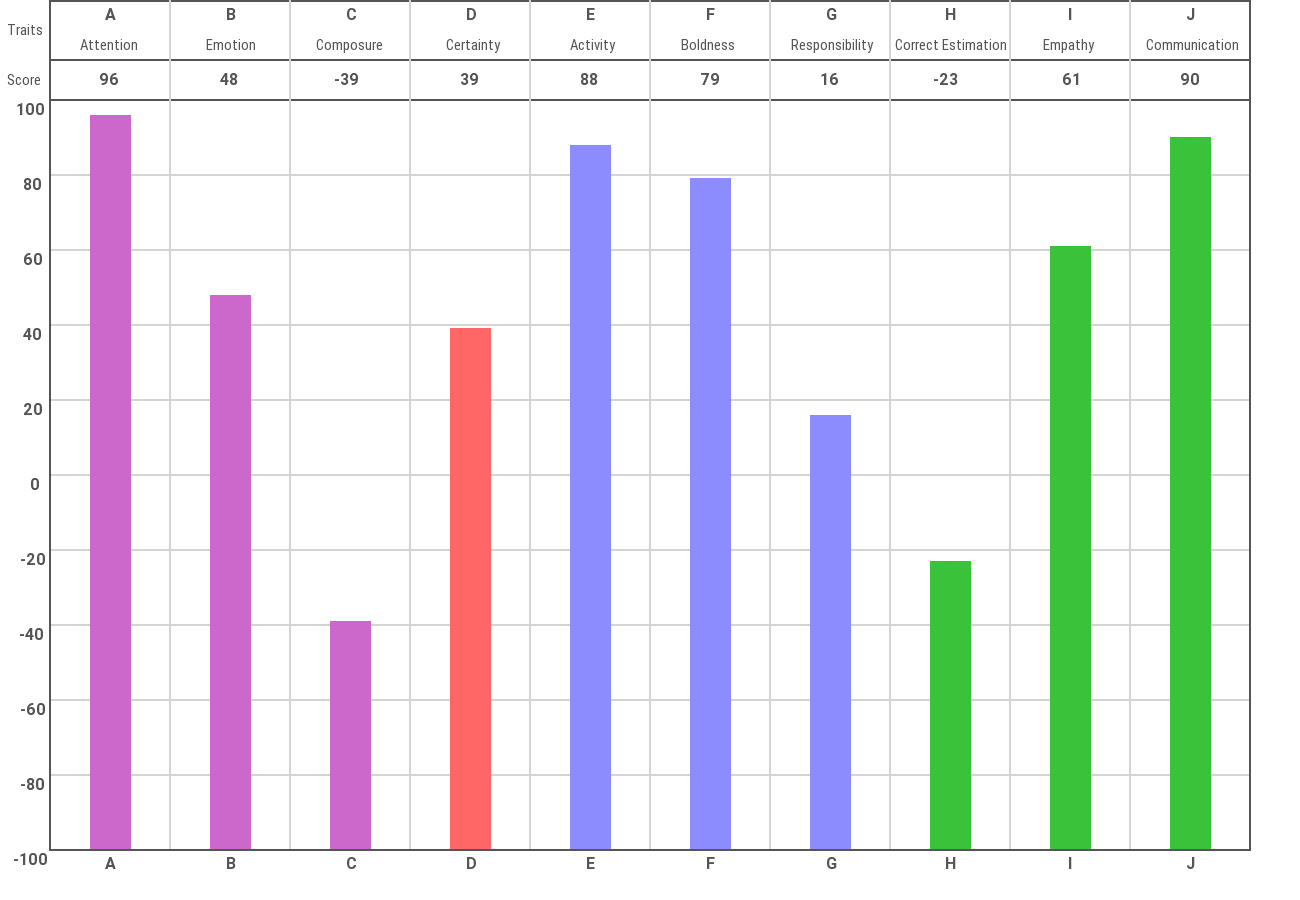 A B C D E F G H I J
Traits
Attention Emotion Composure Certainty Activity Boldness Responsibility Correct Estimation Empathy Communication
Score 96 48 -39 39 88 79 16 -23 61 90
100
80
60
40
20
0
-20
-40
-60
-80
-100
A B C D E F G H I J